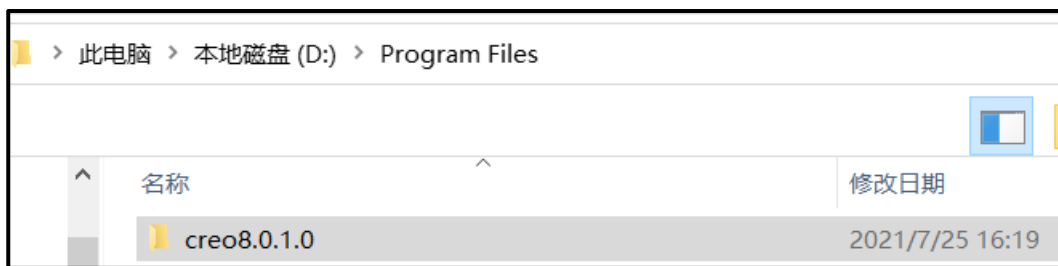 > 此电脑 > 本地磁盘 (D:) > Program Files
名称 修改日期
creo8.0.1.0 2021/7/25 16:19